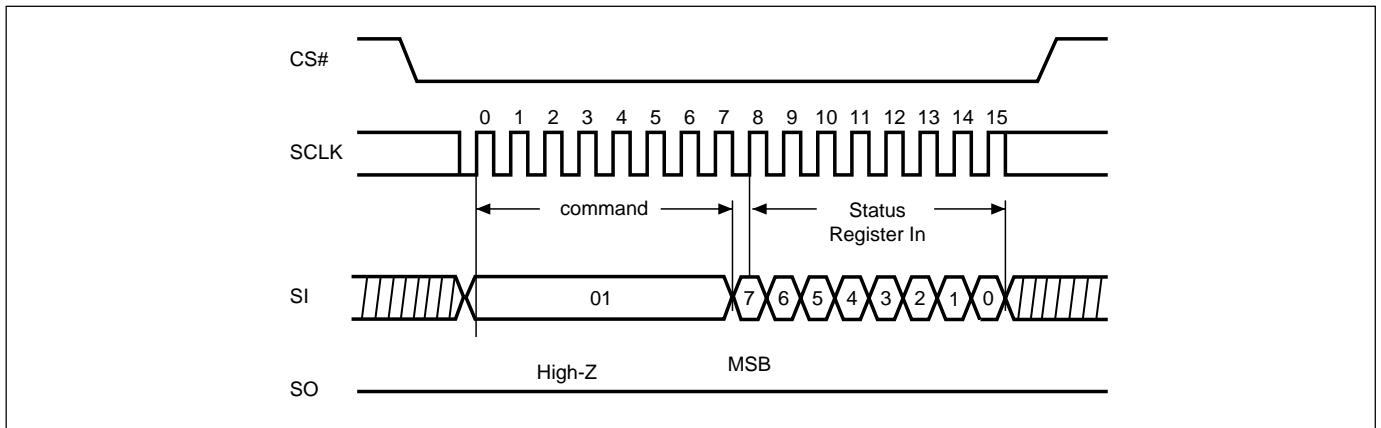 CS#
0 1 2 3 4 5 6 7 8 9 10 11 12 13 14 15
SCLK
command
Status
Register In
SI
01
7 6 5 4 3 2 1 0
MSB
High-Z
SO